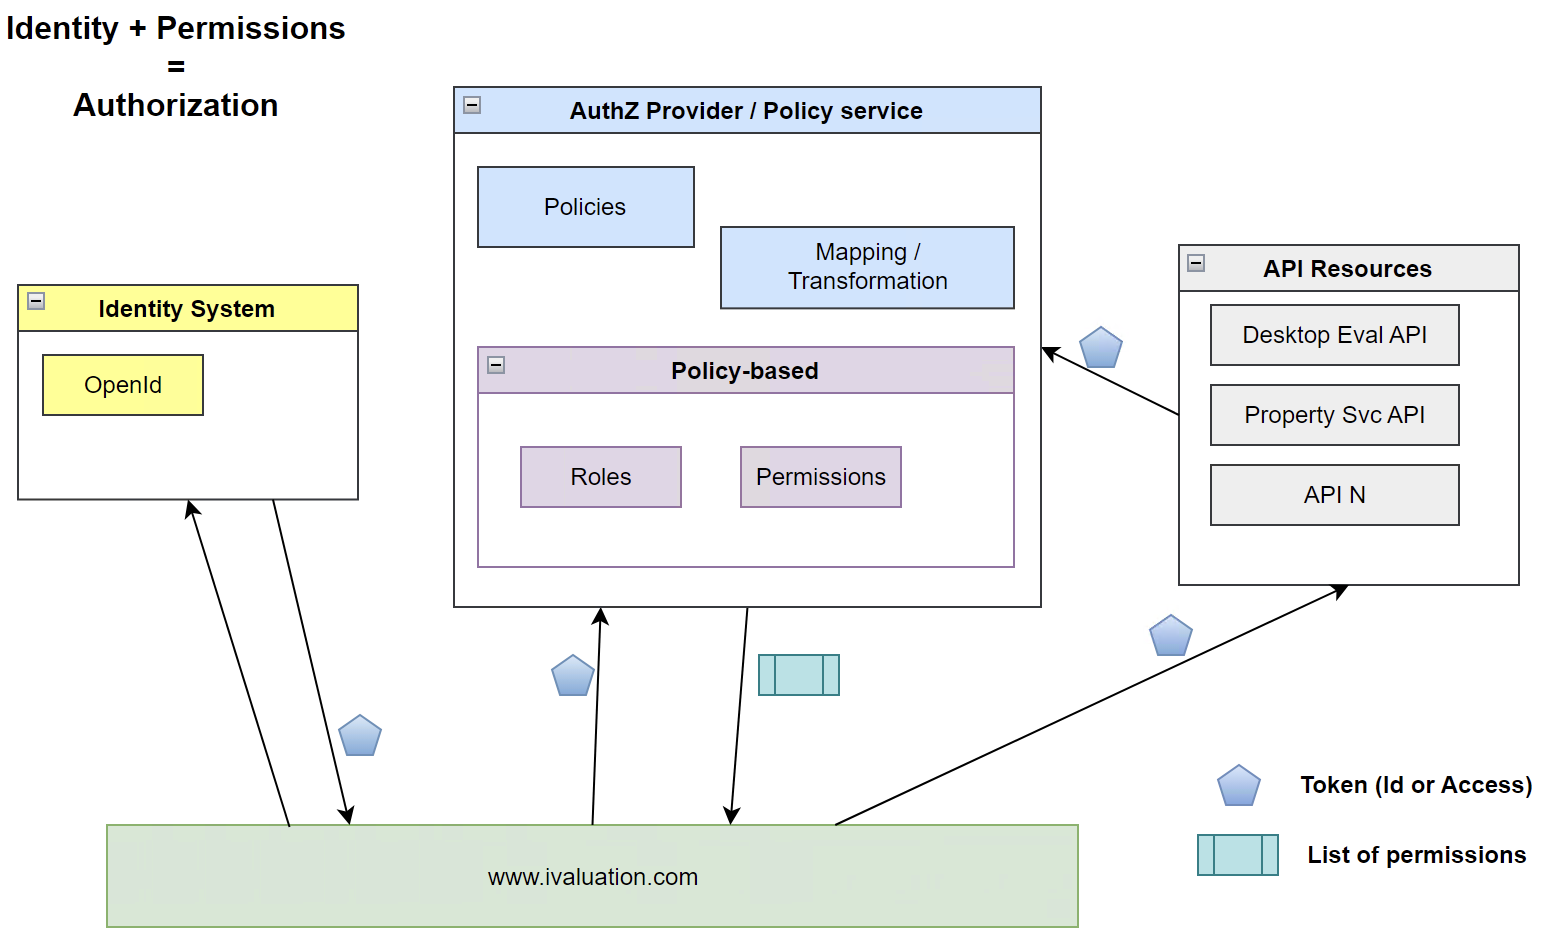 Identity + Permissions
=
Authorization
AuthZ Provider / Policy service
Policies
Mapping /
Transformation
Identity System
OpenId
Policy-based
Roles
Permissions
API Resources
Desktop Eval API
Property Svc API
API N
Token (Id or Access)
List of permissions
www.ivaluation.com